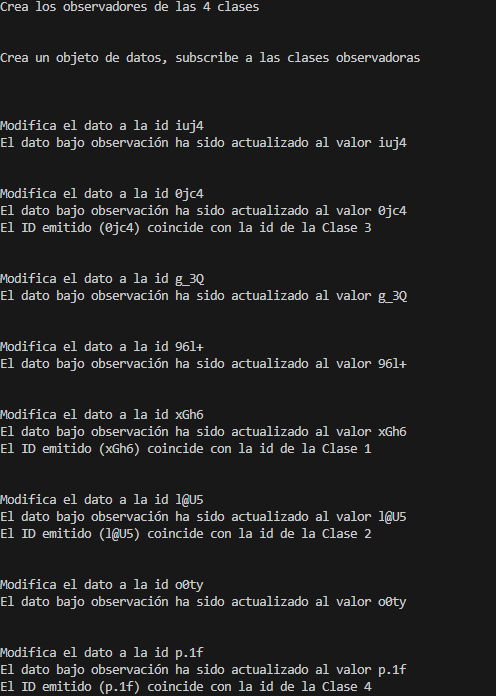 Crea los observadores de las 4 clases
Crea un objeto de datos, subscribe a las clases observadoras
Modifica el dato a la id iuj4
El dato bajo observación ha sido actualizado al valor iuj4
Modifica el dato a la id 0jc4
El dato bajo observación ha sido actualizado al valor 0jc4
El ID emitido (0jc4) coincide con la id de la Clase 3
Modifica el dato a la id g_3Q
El dato bajo observación ha sido actualizado al valor g_3Q
Modifica el dato a la id 96l+
El dato bajo observación ha sido actualizado al valor 96l+
Modifica el dato a la id xGh6
El dato bajo observación ha sido actualizado al valor xGh6
El ID emitido (xGh6) coincide con la id de la Clase 1
Modifica el dato a la id l@U5
El dato bajo observación ha sido actualizado al valor l@U5
El ID emitido (l@U5) coincide con la id de la Clase 2
Modifica el dato a la id o0ty
El dato bajo observación ha sido actualizado al valor o0ty
Modifica el dato a la id p.1f
El dato bajo observación ha sido actualizado al valor p.1f
El ID emitido (p.1f) coincide con la id de la Clase 4